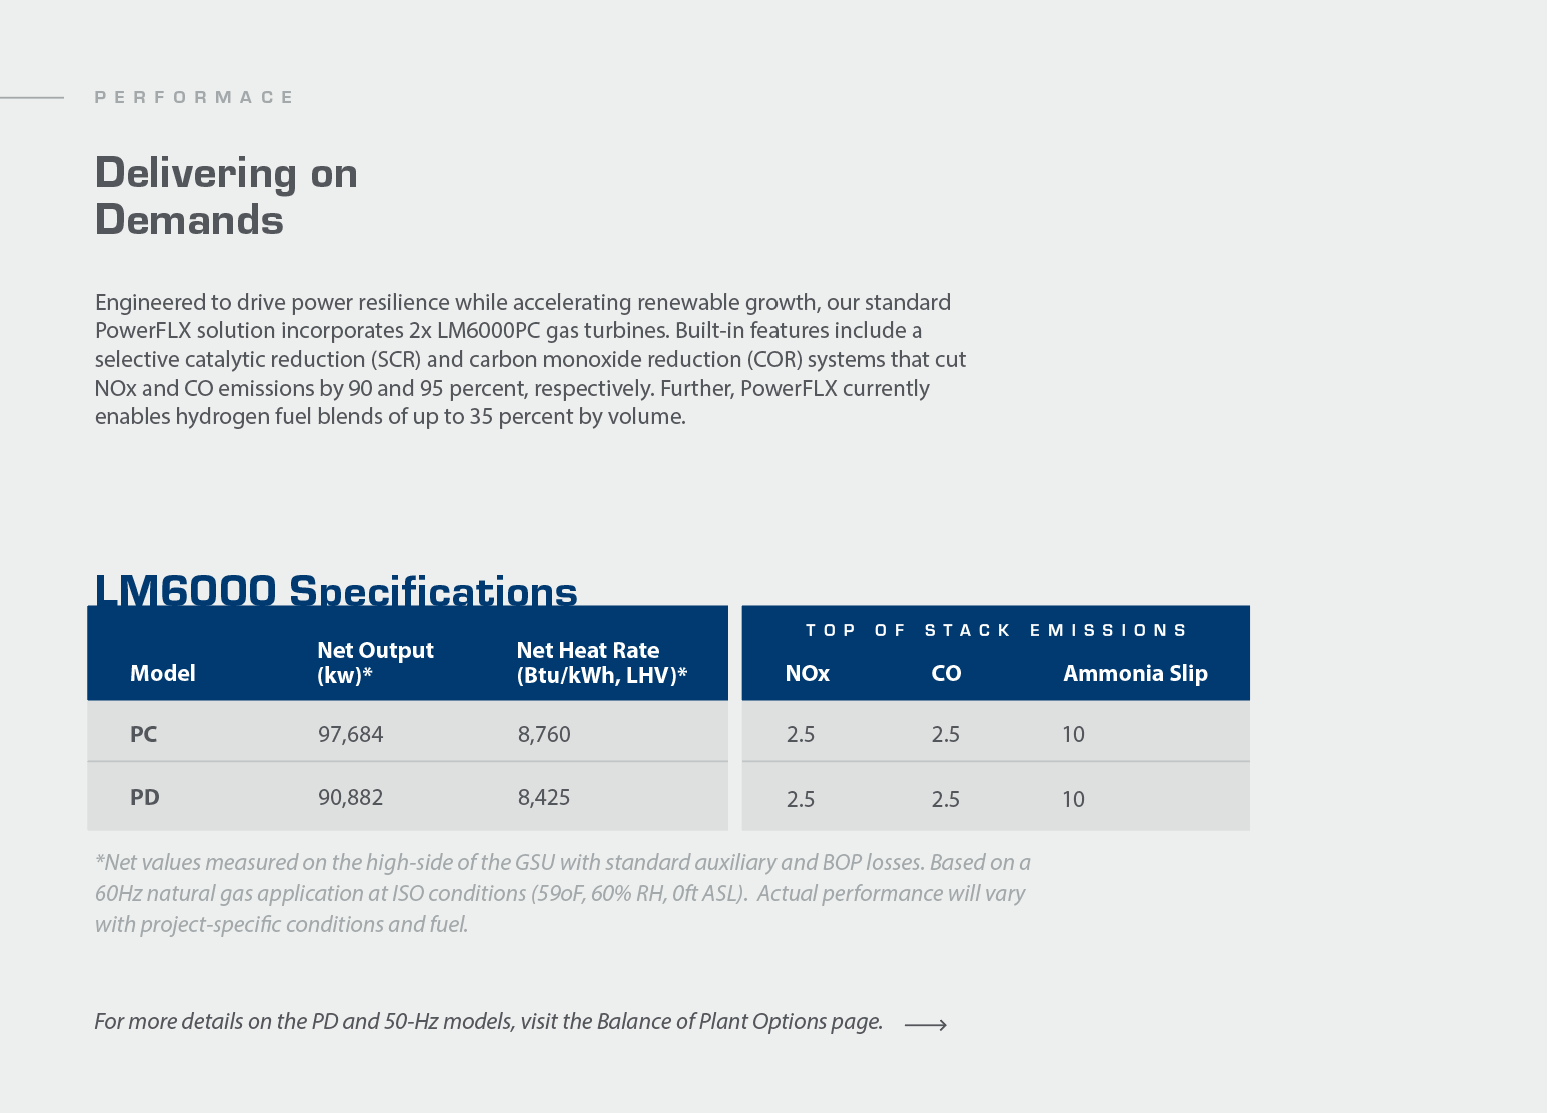 PERFORMACE
Delivering on
Demands
Engineered to drive power resilience while accelerating renewable growth, our standard
PowerFLX solution incorporates 2x LM6000PC gas turbines. Built-in features include a
selective catalytic reduction (SCR) and carbon monoxide reduction (COR) systems that cut
NOx and CO emissions by 90 and 95 percent, respectively. Further, PowerFLX currently
enables hydrogen fuel blends of up to 35 percent by volume.
LM6000 Specifications
TOP OF STACK EMISSIONS
Model Net Output (kw)* Net Heat Rate (Btu/kWh, LHV)* NOx CO Ammonia Slip
PC 97,684 8,760 2.5 2.5 10
PD 90,882 8,425 2.5 2.5 10
*Net values measured on the high-side of the GSU with standard auxiliary and BOP losses. Based on a
60Hz natural gas application at ISO conditions (59oF, 60% RH, 0ft ASL).  Actual performance will vary
with project-specific conditions and fuel.
For more details on the PD and 50-Hz models, visit the Balance of Plant Options page.